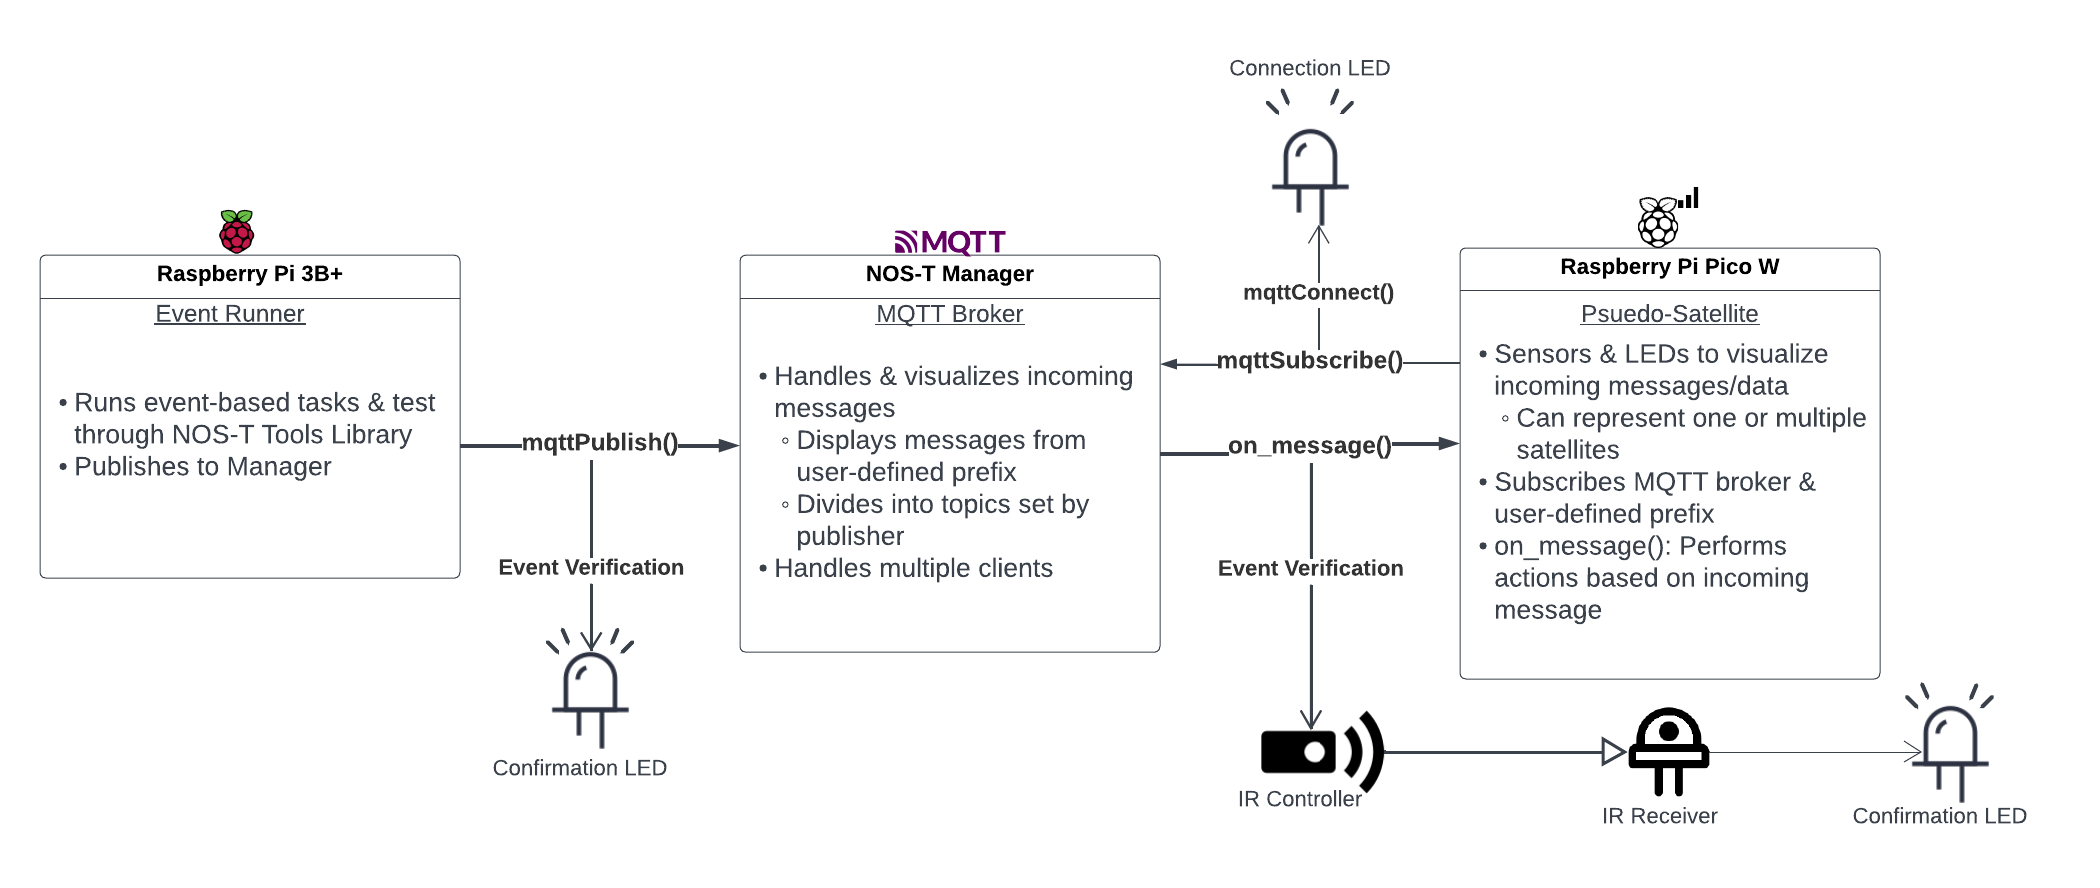 Connection LED
MQTT
Raspberry Pi 3B+
Event Runner
• Runs event-based tasks & test
through NOS-T Tools Library
• Publishes to Manager
mqttPublish()
Event Verification
Confirmation LED
NOS-T Manager
MQTT Broker
• Handles & visualizes incoming
messages
◦ Displays messages from
user-defined prefix
◦ Divides into topics set by
publisher
• Handles multiple clients
mqttConnect()
mqttSubscribe()
on_message()
Event Verification
IR Controller
Raspberry Pi Pico W
Psuedo-Satellite
• Sensors & LEDs to visualize
incoming messages/data
◦ Can represent one or multiple
satellites
• Subscribes MQTT broker &
user-defined prefix
• on_message(): Performs
actions based on incoming
message
IR Receiver
Confirmation LED